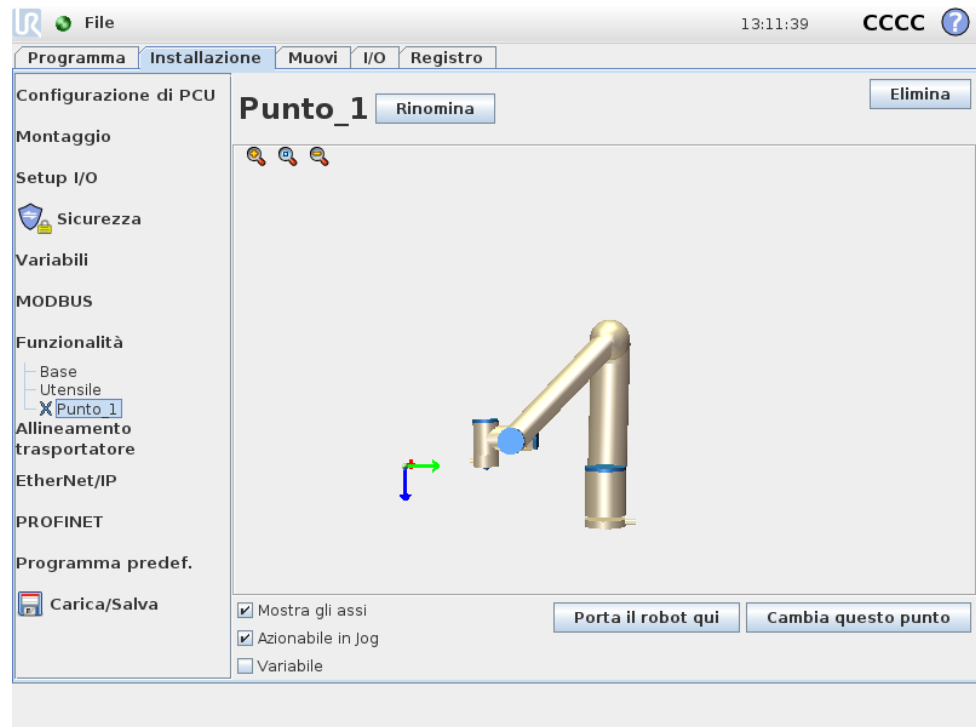 UR File 13:11:39 CCCC ?
Programma Installazione Muovi I/O Registro
Configurazione di PCU
Montaggio
Setup I/O
Sicurezza
Variabili
MODBUS
Funzionalità
Base
Utensile
Punto_1
Allineamento
trasportatore
EtherNet/IP
PROFINET
Programma predef.
Carica/Salva
Punto_1 Rinomina Elimina
Mostra gli assi
Azionabile in Jog
Variabile
Porta il robot qui Cambia questo punto